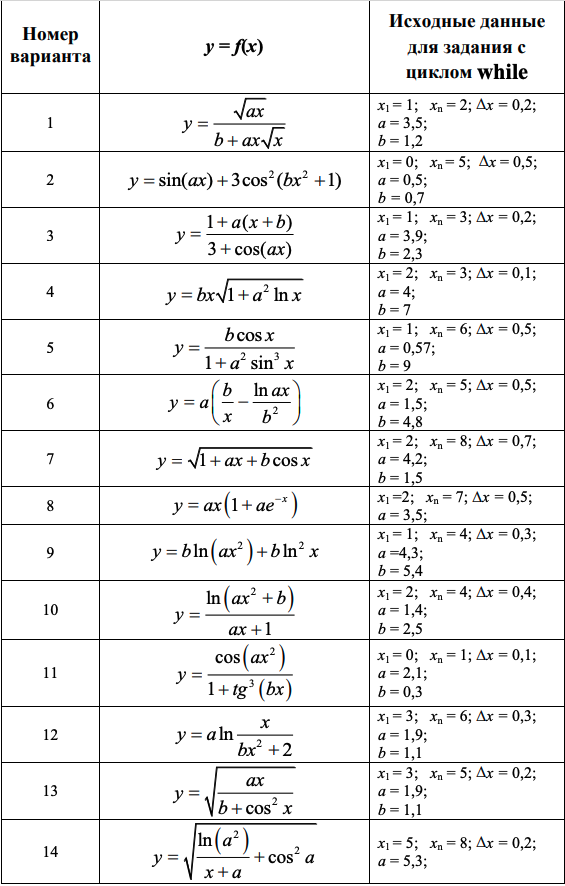 Номер варианта | y = f(x) | Исходные данные для задания с циклом while
1 | y = √(ax) / (b + ax√x) | x₁ = 1; xₙ = 2; Δx = 0,2; a = 3,5; b = 1,2
2 | y = sin(ax) + 3cos²(bx² + 1) | x₁ = 0; xₙ = 5; Δx = 0,5; a = 0,5; b = 0,7
3 | y = (1 + a(x + b)) / (3 + cos(ax)) | x₁ = 1; xₙ = 3; Δx = 0,2; a = 3,9; b = 2,3
4 | y = bx√(1 + a² ln x) | x₁ = 2; xₙ = 3; Δx = 0,1; a = 4; b = 7
5 | y = b cos x / (1 + a² sin³ x) | x₁ = 1; xₙ = 6; Δx = 0,5; a = 0,57; b = 9
6 | y = a(b/x − ln ax / b²) | x₁ = 2; xₙ = 5; Δx = 0,5; a = 1,5; b = 4,8
7 | y = √(1 + ax + b cos x) | x₁ = 2; xₙ = 8; Δx = 0,7; a = 4,2; b = 1,5
8 | y = ax(1 + ae⁻ˣ) | x₁ =2; xₙ = 7; Δx = 0,5; a = 3,5;
9 | y = b ln(ax²) + b ln² x | x₁ = 1; xₙ = 4; Δx = 0,3; a =4,3; b = 5,4
10 | y = ln(ax² + b) / (ax + 1) | x₁ = 2; xₙ = 4; Δx = 0,4; a = 1,4; b = 2,5
11 | y = cos(ax²) / (1 + tg³(bx)) | x₁ = 0; xₙ = 1; Δx = 0,1; a = 2,1; b = 0,3
12 | y = a ln x / (bx² + 2) | x₁ = 3; xₙ = 6; Δx = 0,3; a = 1,9; b = 1,1
13 | y = √(ax / (b + cos² x)) | x₁ = 3; xₙ = 5; Δx = 0,2; a = 1,9; b = 1,1
14 | y = √(ln(a²) / (x + a) + cos² a) | x₁ = 5; xₙ = 8; Δx = 0,2; a = 5,3;